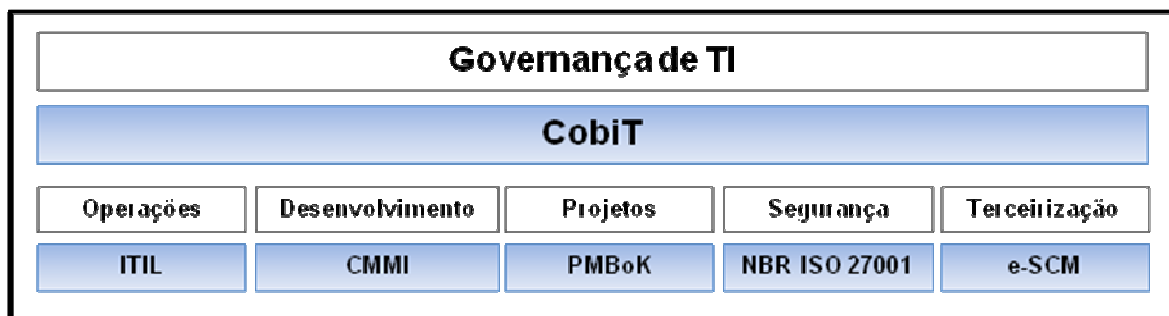 Governança de TI
CobiT
Operações Desenvolvimento Projetos Segurança Terceirização
ITIL CMMI PMBoK NBR ISO 27001 e-SCM